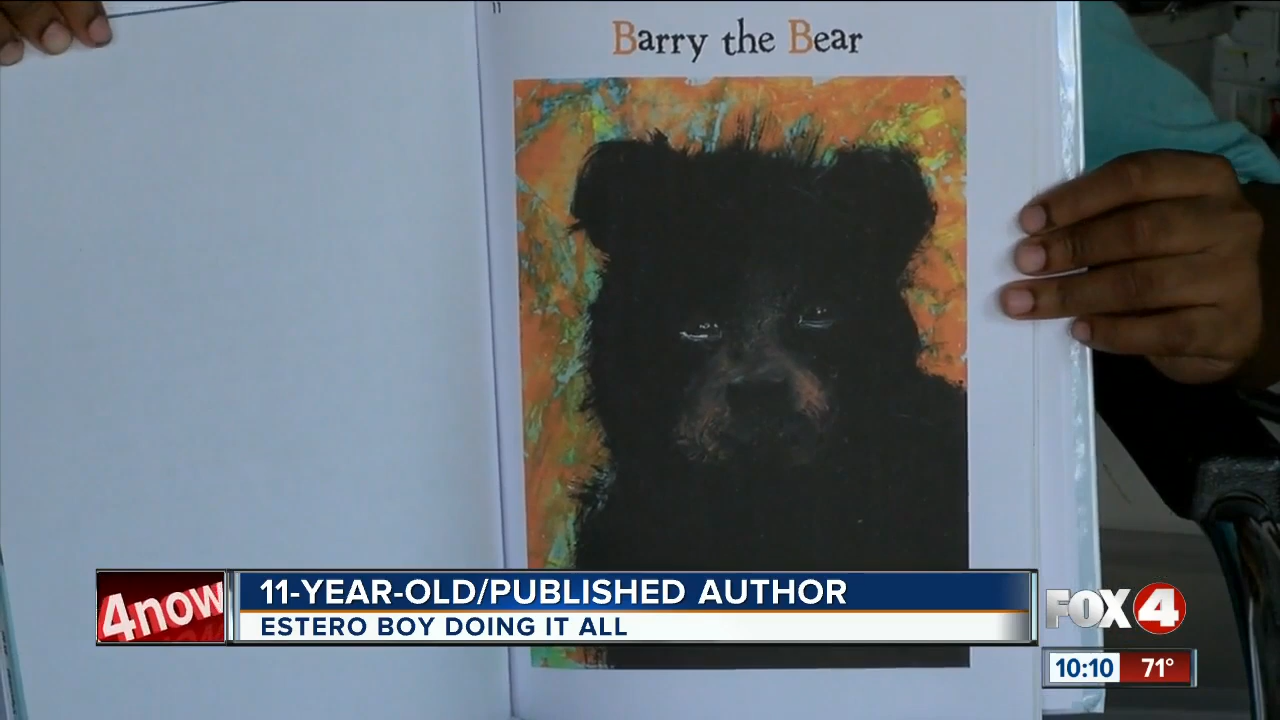 11
Barry the Bear
4now
11-YEAR-OLD/PUBLISHED AUTHOR
ESTERO BOY DOING IT ALL
FOX 4
10:10 71°